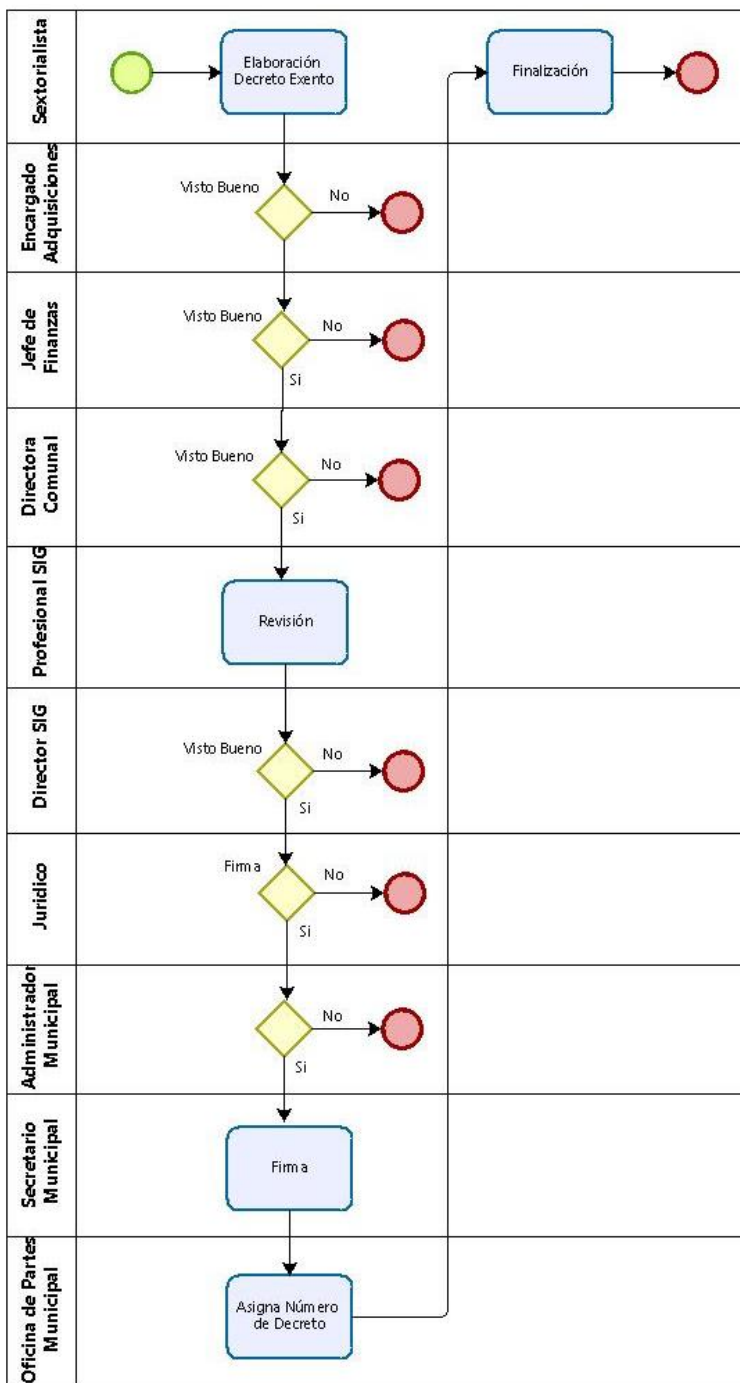 Sextorialista
Elaboración
Decreto Exento
Finalización
Encargado
Adquisiciones
Visto Bueno
No
Jefe de
Finanzas
Visto Bueno
No
Si
Directora
Comunal
Visto Bueno
No
Si
Profesional SIG
Revisión
Director SIG
Visto Bueno
No
Si
Jurídico
Firma
No
Si
Administrador
Municipal
No
Si
Secretario
Municipal
Firma
Oficina de Partes
Municipal
Asigna Número
de Decreto